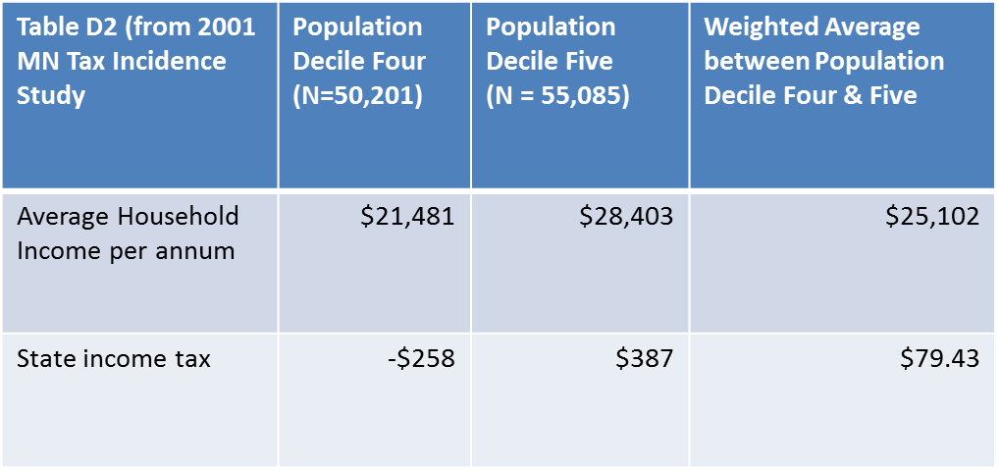 Table D2 (from 2001
MN Tax Incidence
Study
Population
Decile Four
(N=50,201)
Population
Decile Five
(N = 55,085)
Weighted Average
between Population
Decile Four & Five
Average Household
Income per annum
$21,481
$28,403
$25,102
State income tax
-$258
$387
$79.43